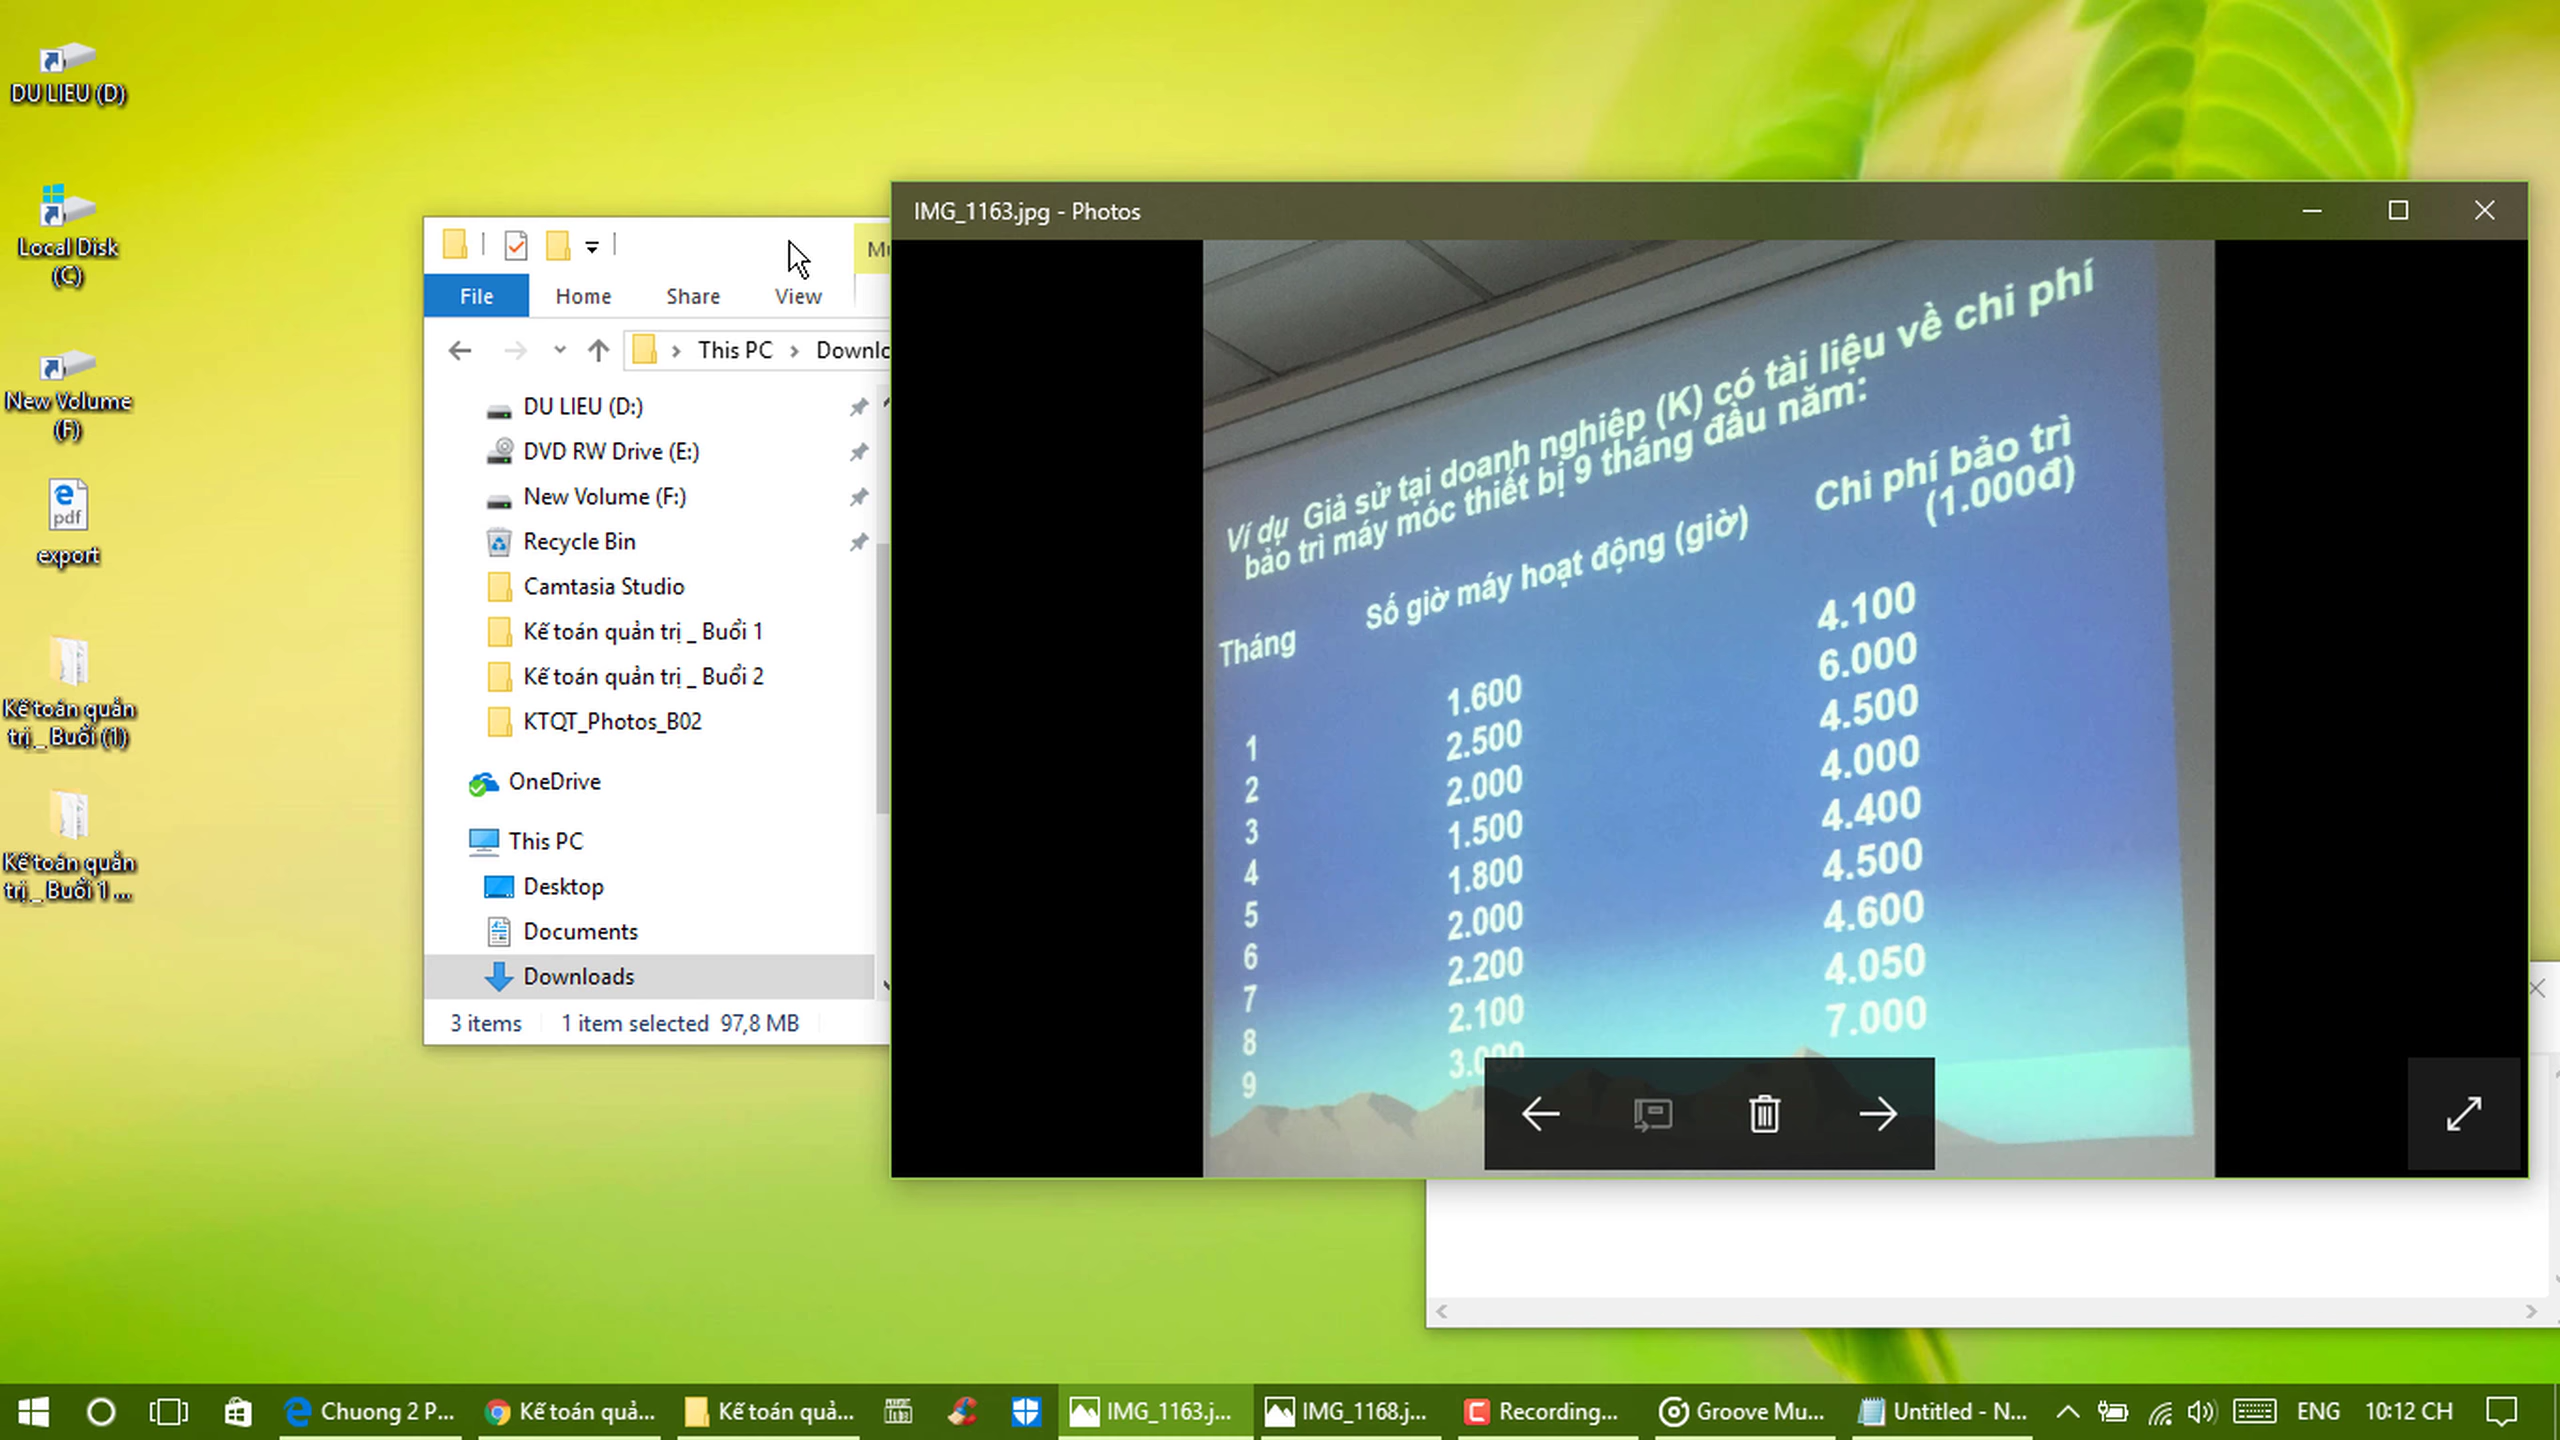 DU LIEU (D)
Local Disk
(C)
New Volume
(F)
pdf
export
Kế toán quản
trị _ Buổi (1)
Kế toán quản
trị _ Buổi 1 ...
File
Home
Share
View
This PC
DU LIEU (D:)
DVD RW Drive (E:)
New Volume (F:)
Recycle Bin
Camtasia Studio
Kế toán quản trị _ Buổi 1
Kế toán quản trị _ Buổi 2
KTQT_Photos_B02
OneDrive
This PC
Desktop
Documents
Downloads
3 items 1 item selected 97,8 MB
IMG_1163.jpg - Photos
Ví dụ Giả sử tại doanh nghiệp (K) có tài liệu về chi phí
bảo trì máy móc thiết bị 9 tháng đầu năm:
Tháng Số giờ máy hoạt động (giờ) Chi phí bảo trì
(1.000đ)
1 1.600 4.100
2 2.500 6.000
3 2.000 4.500
4 1.500 4.000
5 1.800 4.400
6 2.000 4.500
7 2.200 4.600
8 2.100 4.050
9 3.000 7.000
Chuong 2 P...
Kế toán quả...
Kế toán quả...
IMG_1163.j...
IMG_1168.j...
Recording...
Groove Mu...
Untitled - N...
ENG
10:12 CH